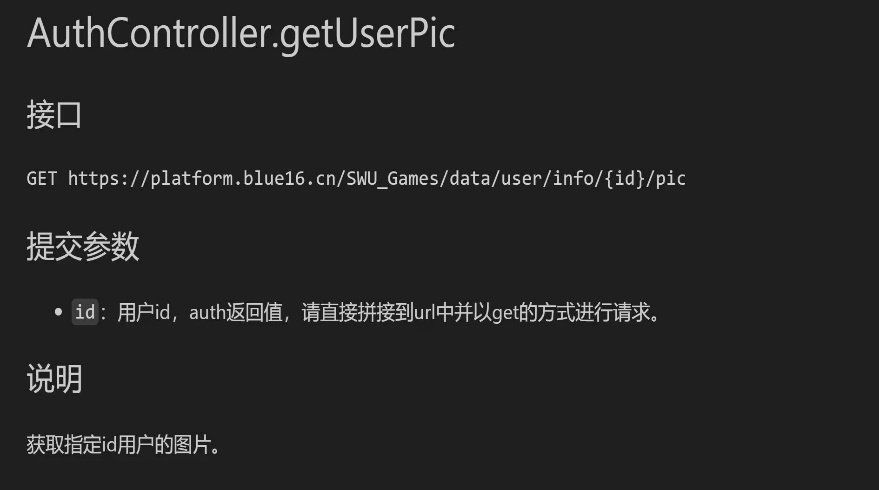 AuthController.getUserPic
接口
GET https://platform.blue16.cn/SWU_Games/data/user/info/{id}/pic
提交参数
• id：用户id，auth返回值，请直接拼接到url中并以get的方式进行请求。
说明
获取指定id用户的图片。